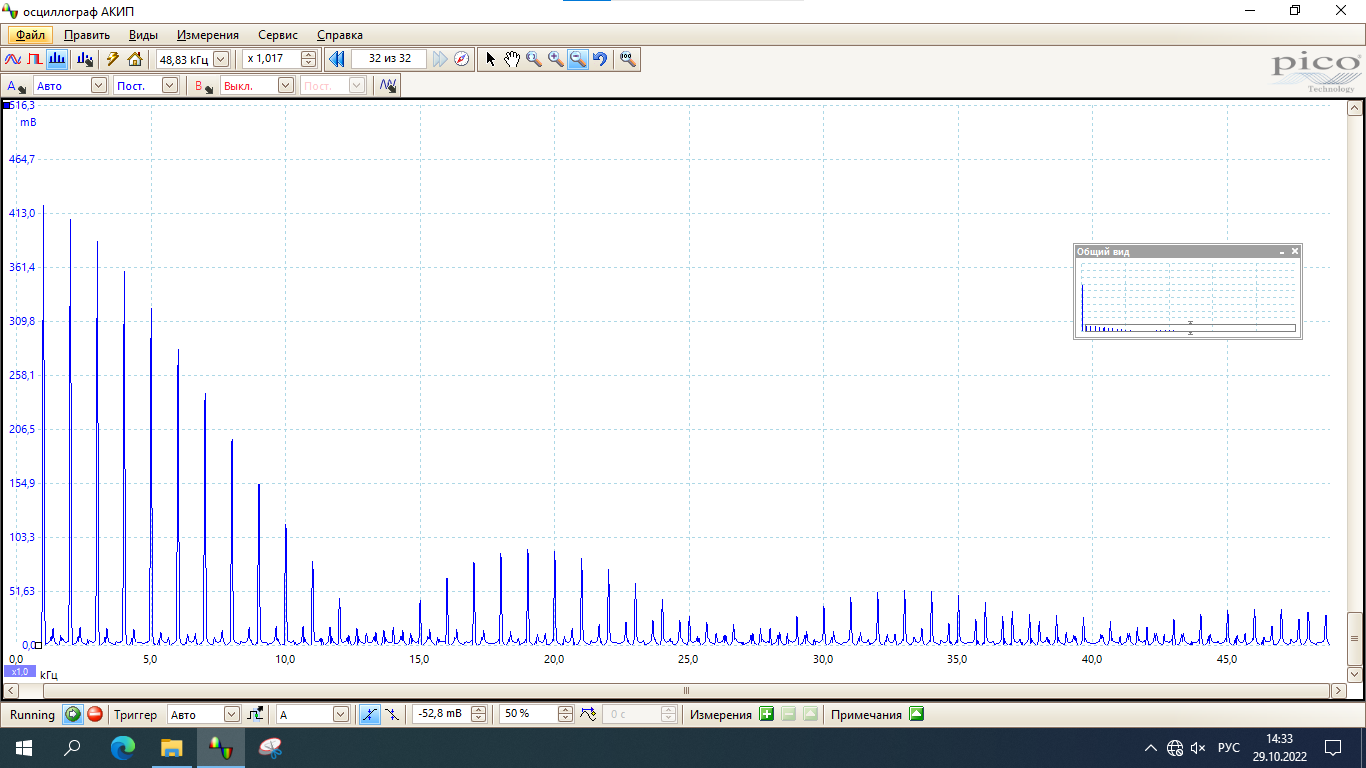 осциллограф АКИП
Файл Править Виды Измерения Сервис Справка
48,83 кГц x 1,017 32 из 32
pico
Technology
A Авто Пост. B Выкл. Пост.
516,3
mB
464,7
413,0
361,4
309,8
258,1
206,5
154,9
103,3
51,63
0,0
Общий вид
0,0 5,0 10,0 15,0 20,0 25,0 30,0 35,0 40,0 45,0
x1,0 кГц
Running Триггер Авто A -52,8 mB 50 % 0 с Измерения Примечания
РУС
14:33
29.10.2022